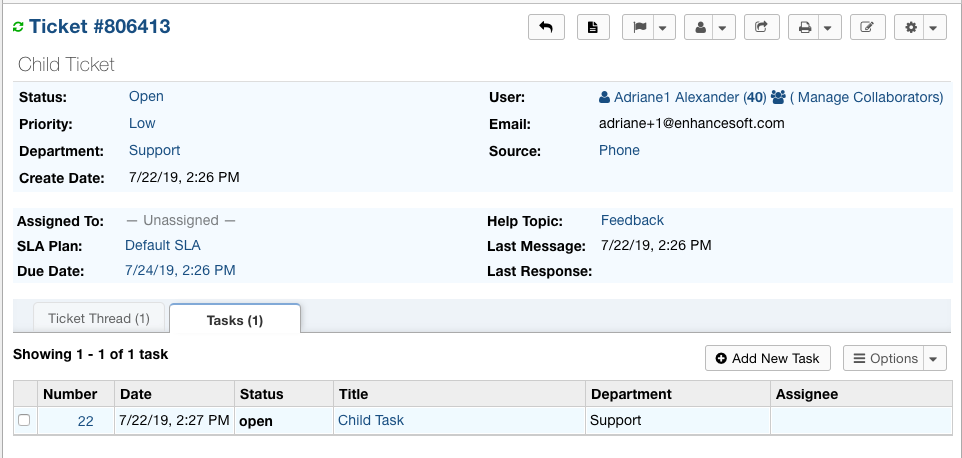 Ticket #806413
Child Ticket
Status: Open User: Adriane1 Alexander (40) ( Manage Collaborators)
Priority: Low Email: adriane+1@enhancesoft.com
Department: Support Source: Phone
Create Date: 7/22/19, 2:26 PM
Assigned To: — Unassigned — Help Topic: Feedback
SLA Plan: Default SLA Last Message: 7/22/19, 2:26 PM
Due Date: 7/24/19, 2:26 PM Last Response:
Ticket Thread (1) Tasks (1)
Showing 1 - 1 of 1 task Add New Task Options
Number Date Status Title Department Assignee
22 7/22/19, 2:27 PM open Child Task Support